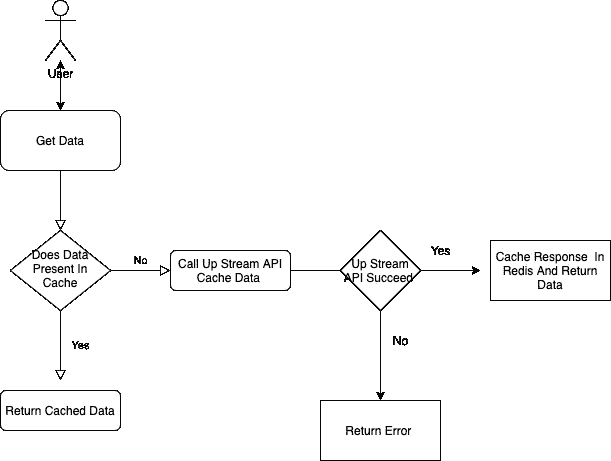 User
Get Data
Does Data
Present In
Cache
No
Call Up Stream API
Cache Data
Up Stream
API Succeed
Yes
Cache Response In
Redis And Return
Data
Yes
No
Return Cached Data
Return Error